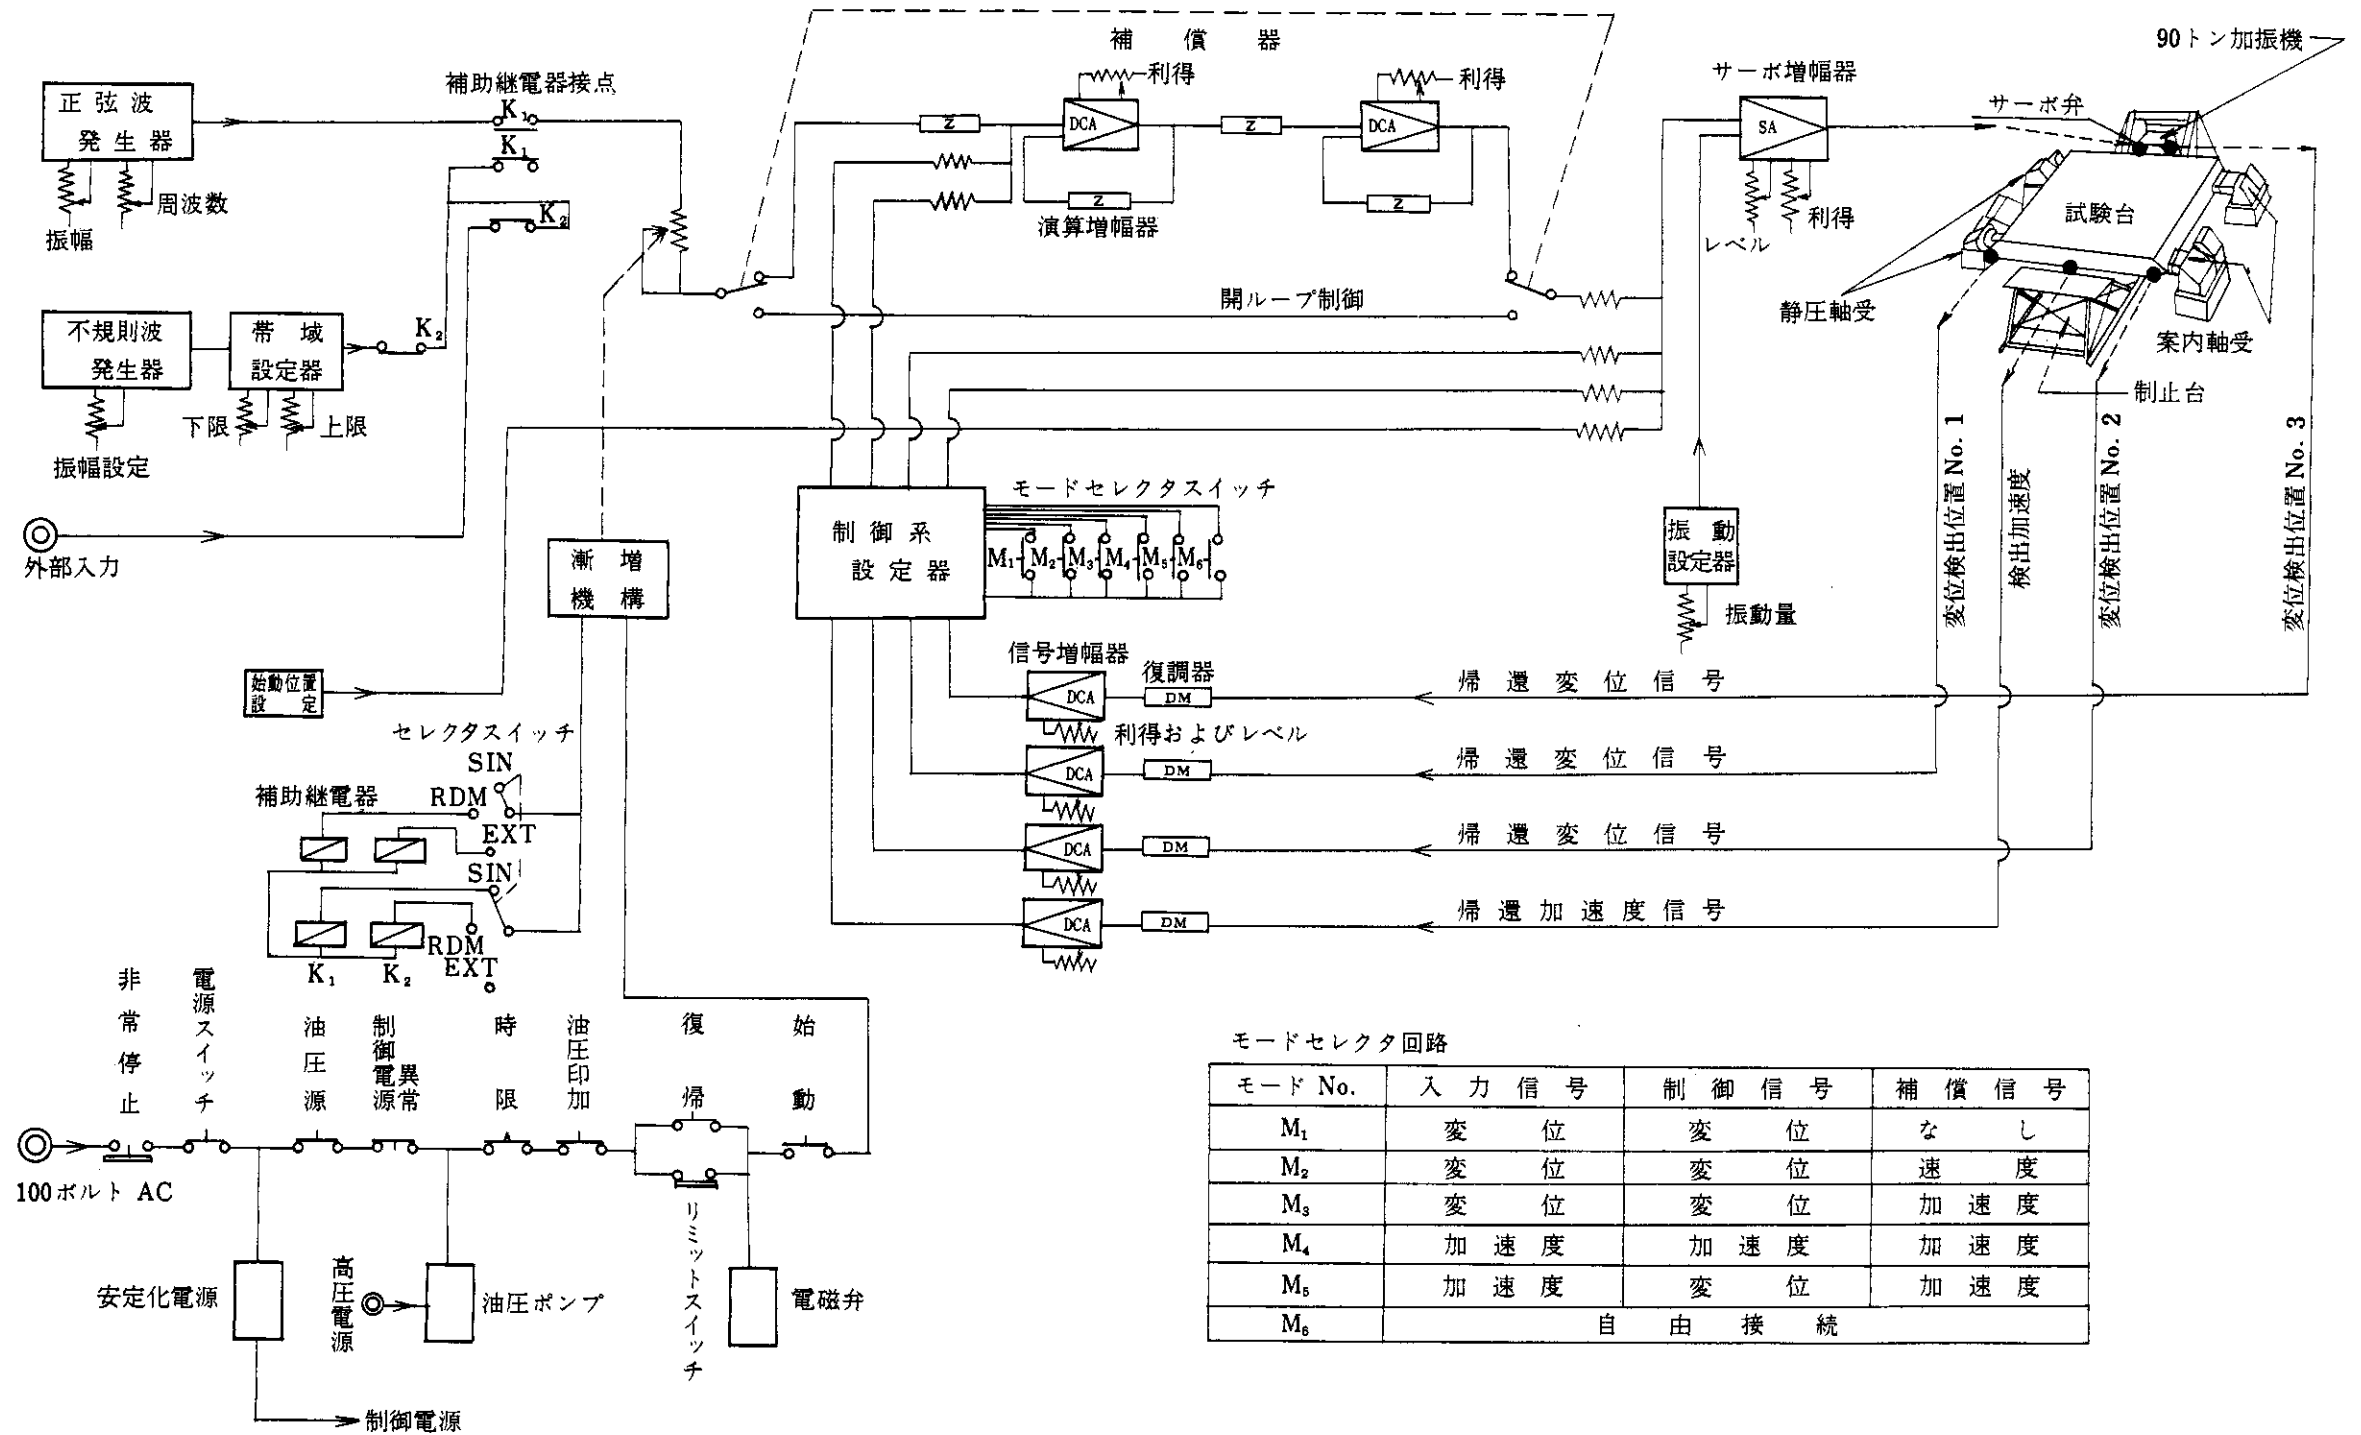 90トン加振機
補償器
利得
利得
サーボ増幅器
サーボ弁
正弦波
発生器
補助継電器接点
K₁
K₁
K₂
Z
DCA
Z
DCA
SA
周波数
振幅
Z
演算増幅器
Z
レベル
利得
試験台
静圧軸受
案内軸受
制止台
開ループ制御
不規則波
発生器
帯域
設定器
K₂
下限
上限
振幅設定
外部入力
漸増
機構
制御系
設定器
モードセレクタスイッチ
M₁
M₂
M₃
M₄
M₅
M₆
振動
設定器
振動量
変位検出位置No. 1
検出加速度
変位検出位置No. 2
変位検出位置No. 3
始動位置
設定
信号増幅器
復調器
DCA
DM
帰還変位信号
利得およびレベル
DCA
DM
帰還変位信号
DCA
DM
帰還変位信号
DCA
DM
帰還加速度信号
セレクタスイッチ
SIN
補助継電器
RDM
EXT
SIN
RDM
EXT
K₁
K₂
非常停止
電源スイッチ
油圧源
制御電源
異常
時限
油圧印加
復帰
始動
100ボルト AC
リミットスイッチ
安定化電源
高圧電源
油圧ポンプ
電磁弁
制御電源
モードセレクタ回路
モード No. 入力信号 制御信号 補償信号
M₁ 変位 変位 なし
M₂ 変位 変位 速度
M₃ 変位 変位 加速度
M₄ 加速度 加速度 加速度
M₅ 加速度 変位 加速度
M₆ 自由接続